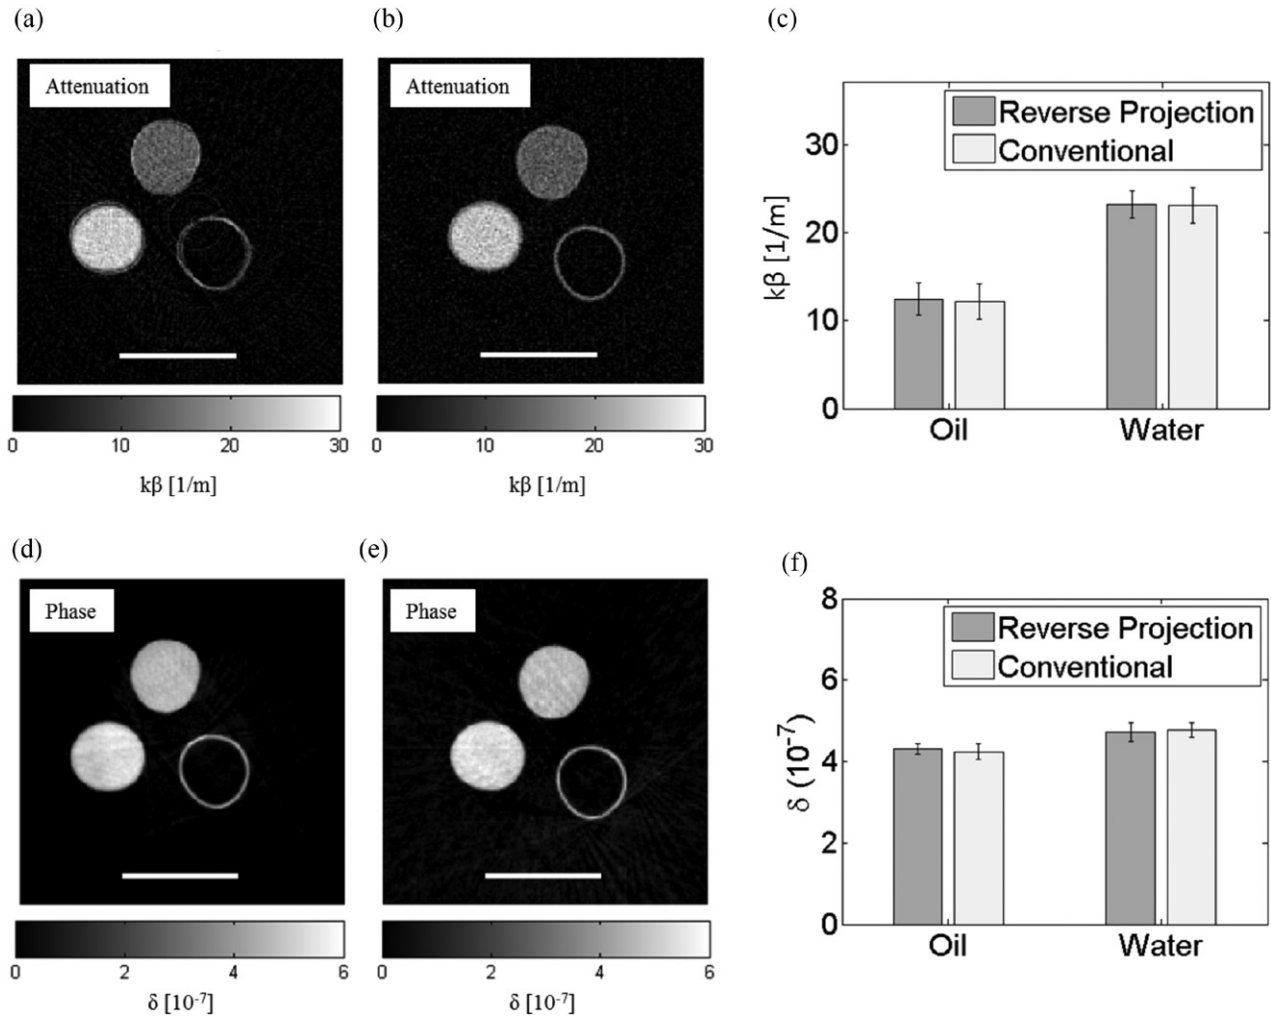 (a)
(b)
(c)
Attenuation
Attenuation
0 10 20 30
kβ [1/m]
0 10 20 30
kβ [1/m]
Reverse Projection
Conventional
kβ [1/m]
30
20
10
0
Oil Water
(d)
(e)
(f)
Phase
Phase
0 2 4 6
δ [10-7]
0 2 4 6
δ [10-7]
Reverse Projection
Conventional
δ (10-7)
8
6
4
2
0
Oil Water